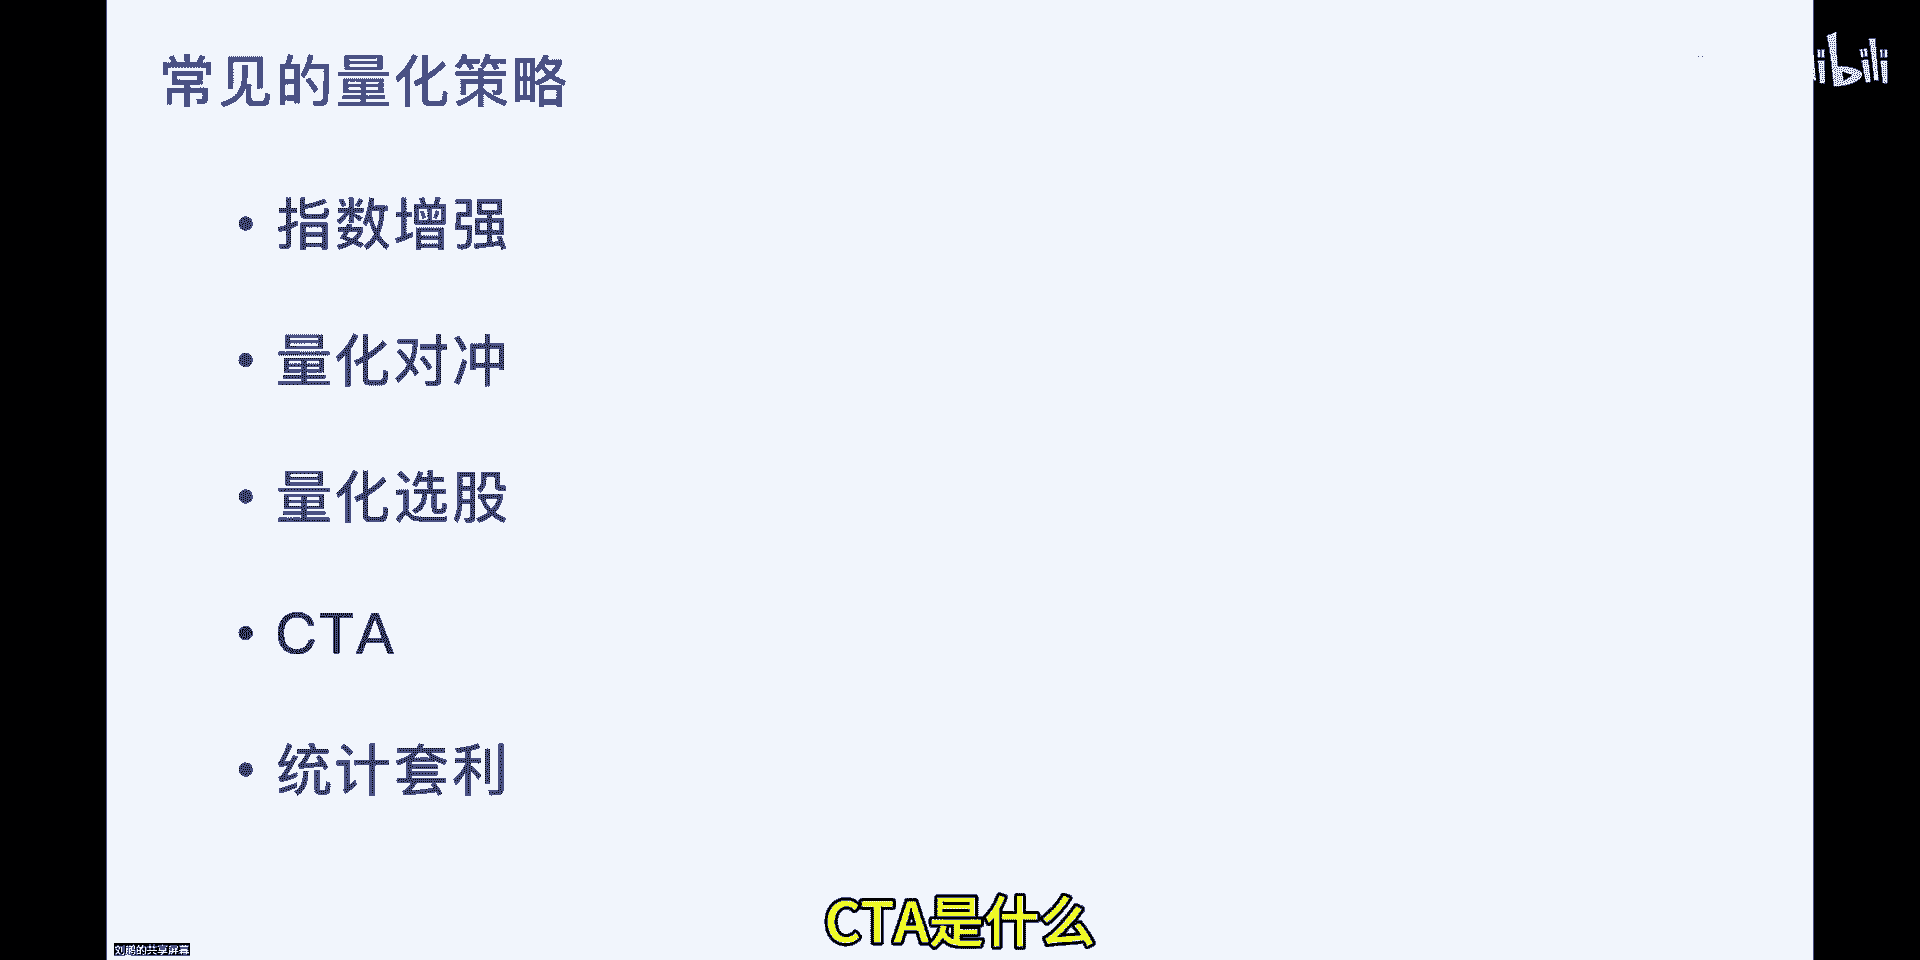 常见的量化策略
ibili
• 指数增强
• 量化对冲
• 量化选股
• CTA
• 统计套利
CTA是什么
刘鹏的共享屏幕